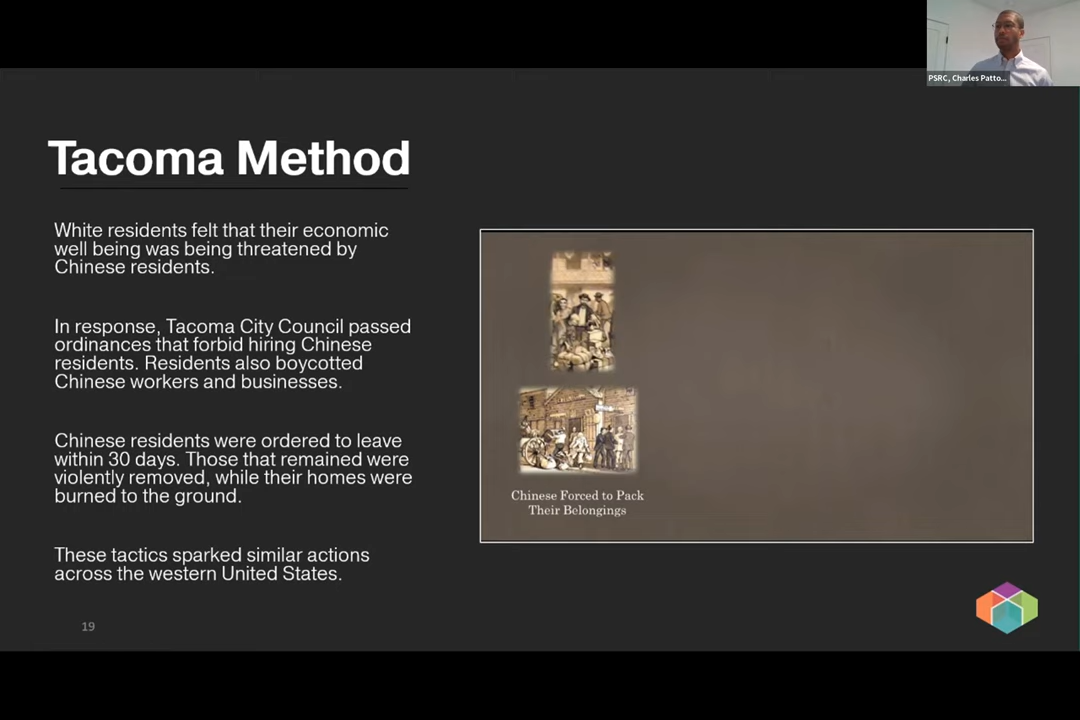 PSRC, Charles Patto...
Tacoma Method
White residents felt that their economic
well being was being threatened by
Chinese residents.
In response, Tacoma City Council passed
ordinances that forbid hiring Chinese
residents. Residents also boycotted
Chinese workers and businesses.
Chinese residents were ordered to leave
within 30 days. Those that remained were
violently removed, while their homes were
burned to the ground.
These tactics sparked similar actions
across the western United States.
Chinese Forced to Pack
Their Belongings
19